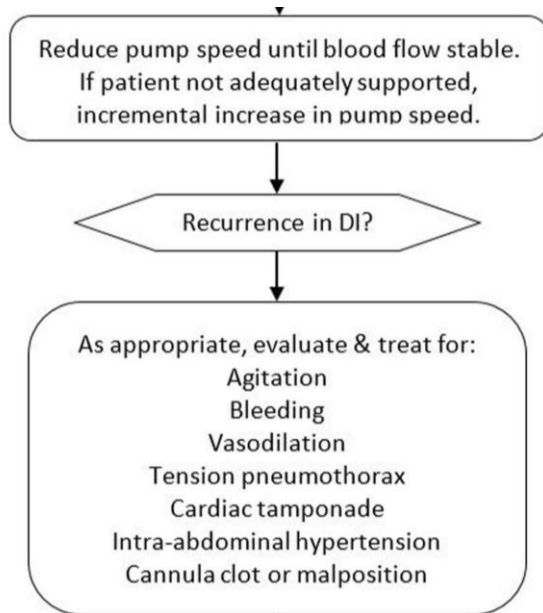 Reduce pump speed until blood flow stable.
If patient not adequately supported,
incremental increase in pump speed.
Recurrence in DI?
As appropriate, evaluate & treat for:
Agitation
Bleeding
Vasodilation
Tension pneumothorax
Cardiac tamponade
Intra-abdominal hypertension
Cannula clot or malposition